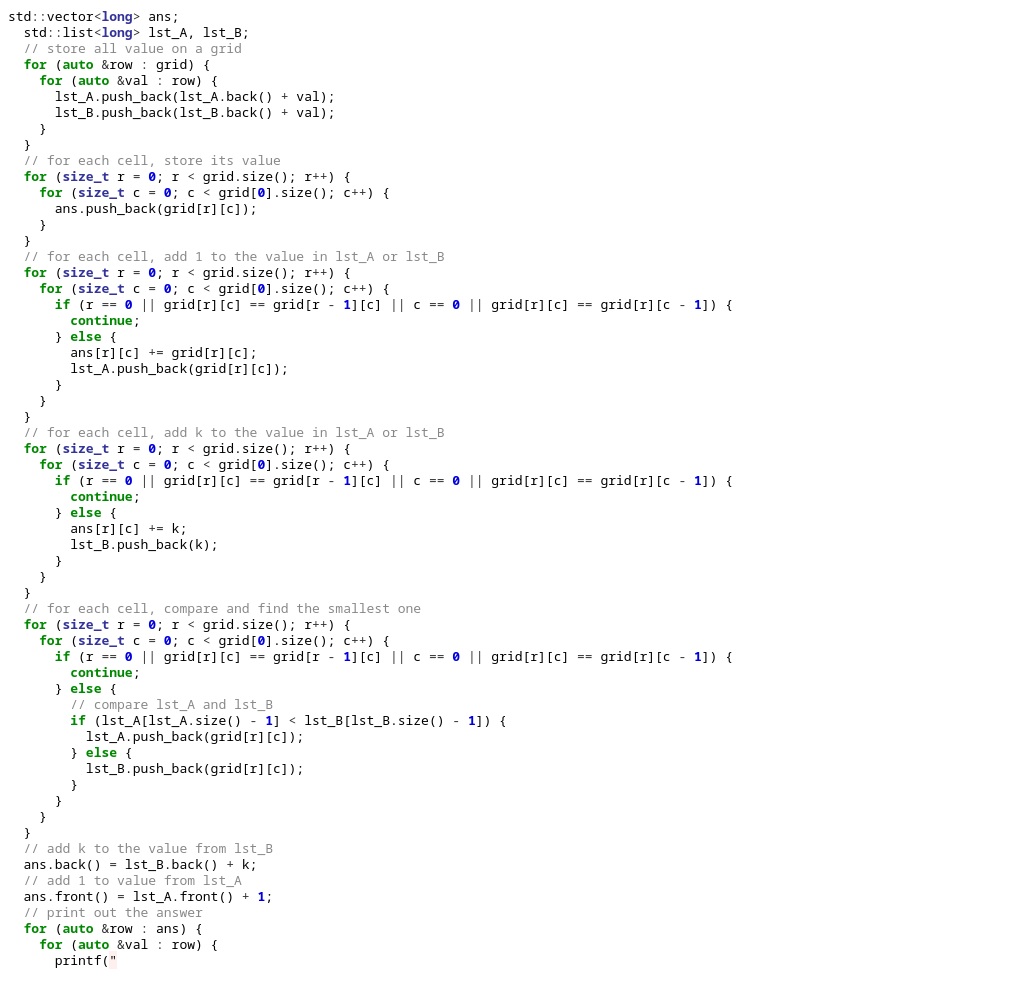 std::vector<long> ans;
  std::list<long> lst_A, lst_B;
  // store all value on a grid
  for (auto &row : grid) {
    for (auto &val : row) {
      lst_A.push_back(lst_A.back() + val);
      lst_B.push_back(lst_B.back() + val);
    }
  }
  // for each cell, store its value
  for (size_t r = 0; r < grid.size(); r++) {
    for (size_t c = 0; c < grid[0].size(); c++) {
      ans.push_back(grid[r][c]);
    }
  }
  // for each cell, add 1 to the value in lst_A or lst_B
  for (size_t r = 0; r < grid.size(); r++) {
    for (size_t c = 0; c < grid[0].size(); c++) {
      if (r == 0 || grid[r][c] == grid[r - 1][c] || c == 0 || grid[r][c] == grid[r][c - 1]) {
        continue;
      } else {
        ans[r][c] += grid[r][c];
        lst_A.push_back(grid[r][c]);
      }
    }
  }
  // for each cell, add k to the value in lst_A or lst_B
  for (size_t r = 0; r < grid.size(); r++) {
    for (size_t c = 0; c < grid[0].size(); c++) {
      if (r == 0 || grid[r][c] == grid[r - 1][c] || c == 0 || grid[r][c] == grid[r][c - 1]) {
        continue;
      } else {
        ans[r][c] += k;
        lst_B.push_back(k);
      }
    }
  }
  // for each cell, compare and find the smallest one
  for (size_t r = 0; r < grid.size(); r++) {
    for (size_t c = 0; c < grid[0].size(); c++) {
      if (r == 0 || grid[r][c] == grid[r - 1][c] || c == 0 || grid[r][c] == grid[r][c - 1]) {
        continue;
      } else {
        // compare lst_A and lst_B
        if (lst_A[lst_A.size() - 1] < lst_B[lst_B.size() - 1]) {
          lst_A.push_back(grid[r][c]);
        } else {
          lst_B.push_back(grid[r][c]);
        }
      }
    }
  }
  // add k to the value from lst_B
  ans.back() = lst_B.back() + k;
  // add 1 to value from lst_A
  ans.front() = lst_A.front() + 1;
  // print out the answer
  for (auto &row : ans) {
    for (auto &val : row) {
      printf("